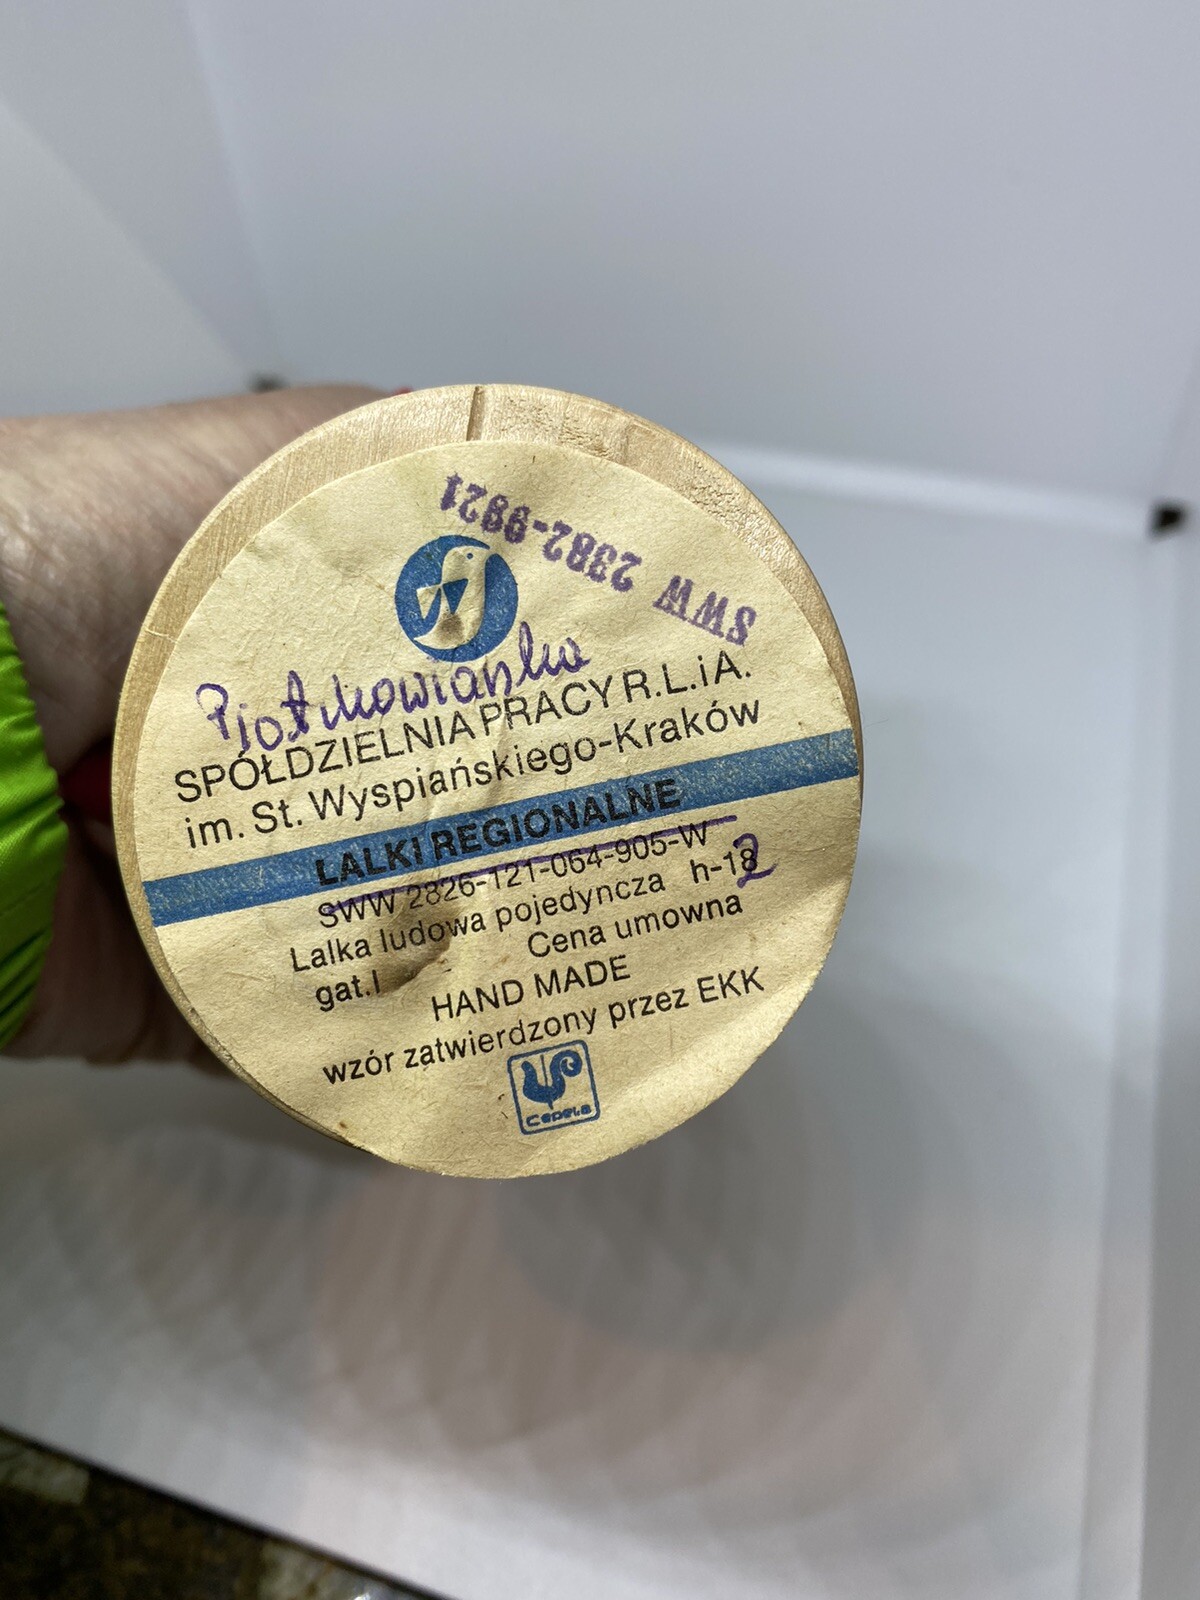 SWW 2382-9921
Piotrkowianka
SPÓŁDZIELNIA PRACY R.L.iA.
im. St. Wyspiańskiego-Kraków
LALKI REGIONALNE
SWW 2826-121-064-905-W
Lalka ludowa pojedyncza h-182
gat.I Cena umowna
HAND MADE
wzór zatwierdzony przez EKK
Cepelia